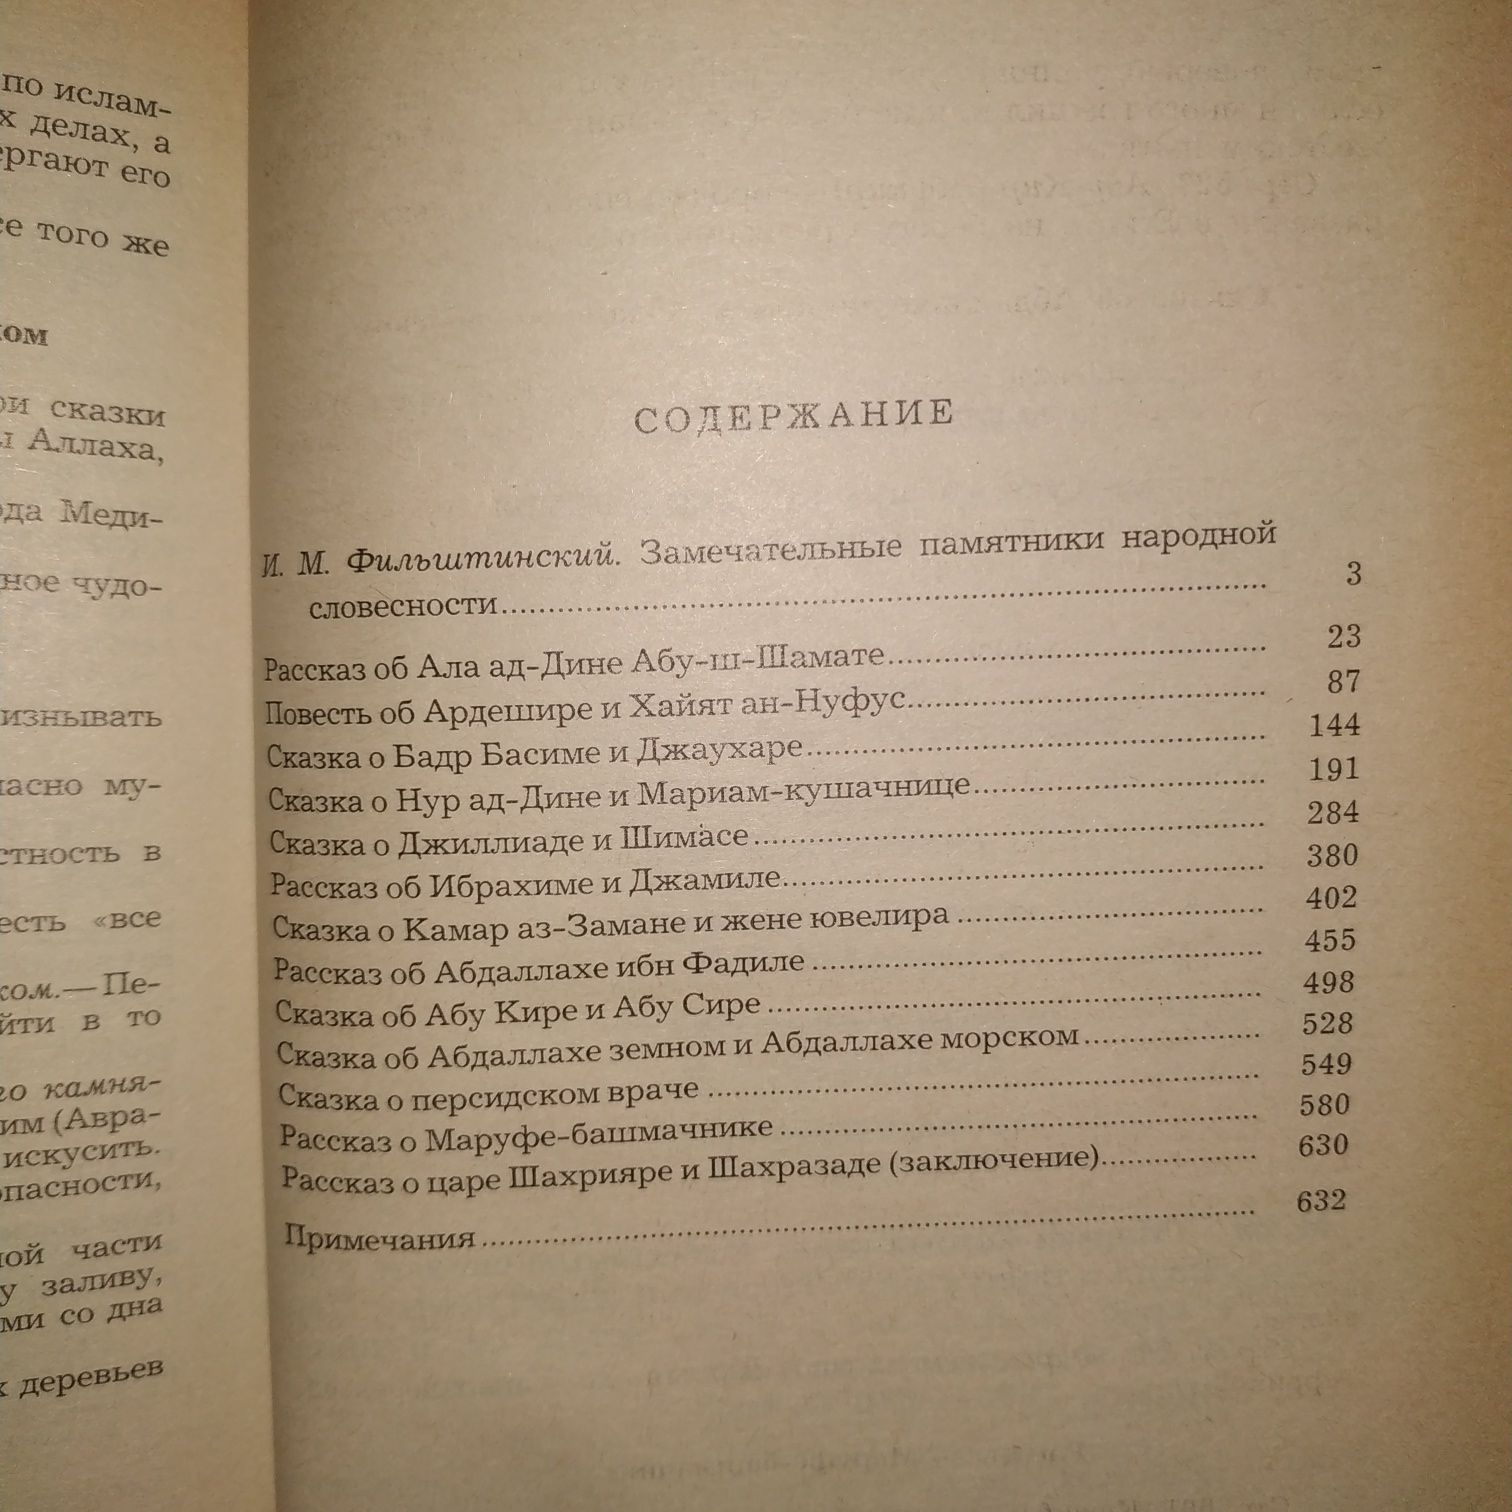 по ислам-
х делах, а
ергают его
се того же
ком
ри сказки
Аллаха,
ода Меди-
ное чудо-
изнывать
ласно му-
стность в
есть «все
ком.— Пе-
йти в то
го камня-
им (Авра-
искусить.
опасности,
ной части
у заливу,
ми со дна
х деревьев
СОДЕРЖАНИЕ
И. М. Фильштинский. Замечательные памятники народной
словесности.......... 3
Рассказ об Ала ад-Дине Абу-ш-Шамате.......... 23
Повесть об Ардешире и Хайят ан-Нуфус.......... 87
Сказка о Бадр Басиме и Джаухаре.......... 144
Сказка о Нур ад-Дине и Мариам-кушачнице.......... 191
Сказка о Джиллиаде и Шимасе.......... 284
Рассказ об Ибрахиме и Джамиле.......... 380
Сказка о Камар аз-Замане и жене ювелира.......... 402
Рассказ об Абдаллахе ибн Фадиле.......... 455
Сказка об Абу Кире и Абу Сире.......... 498
Сказка об Абдаллахе земном и Абдаллахе морском.......... 528
Сказка о персидском враче.......... 549
Рассказ о Маруфе-башмачнике.......... 580
Рассказ о царе Шахрияре и Шахразаде (заключение).......... 630
Примечания.......... 632